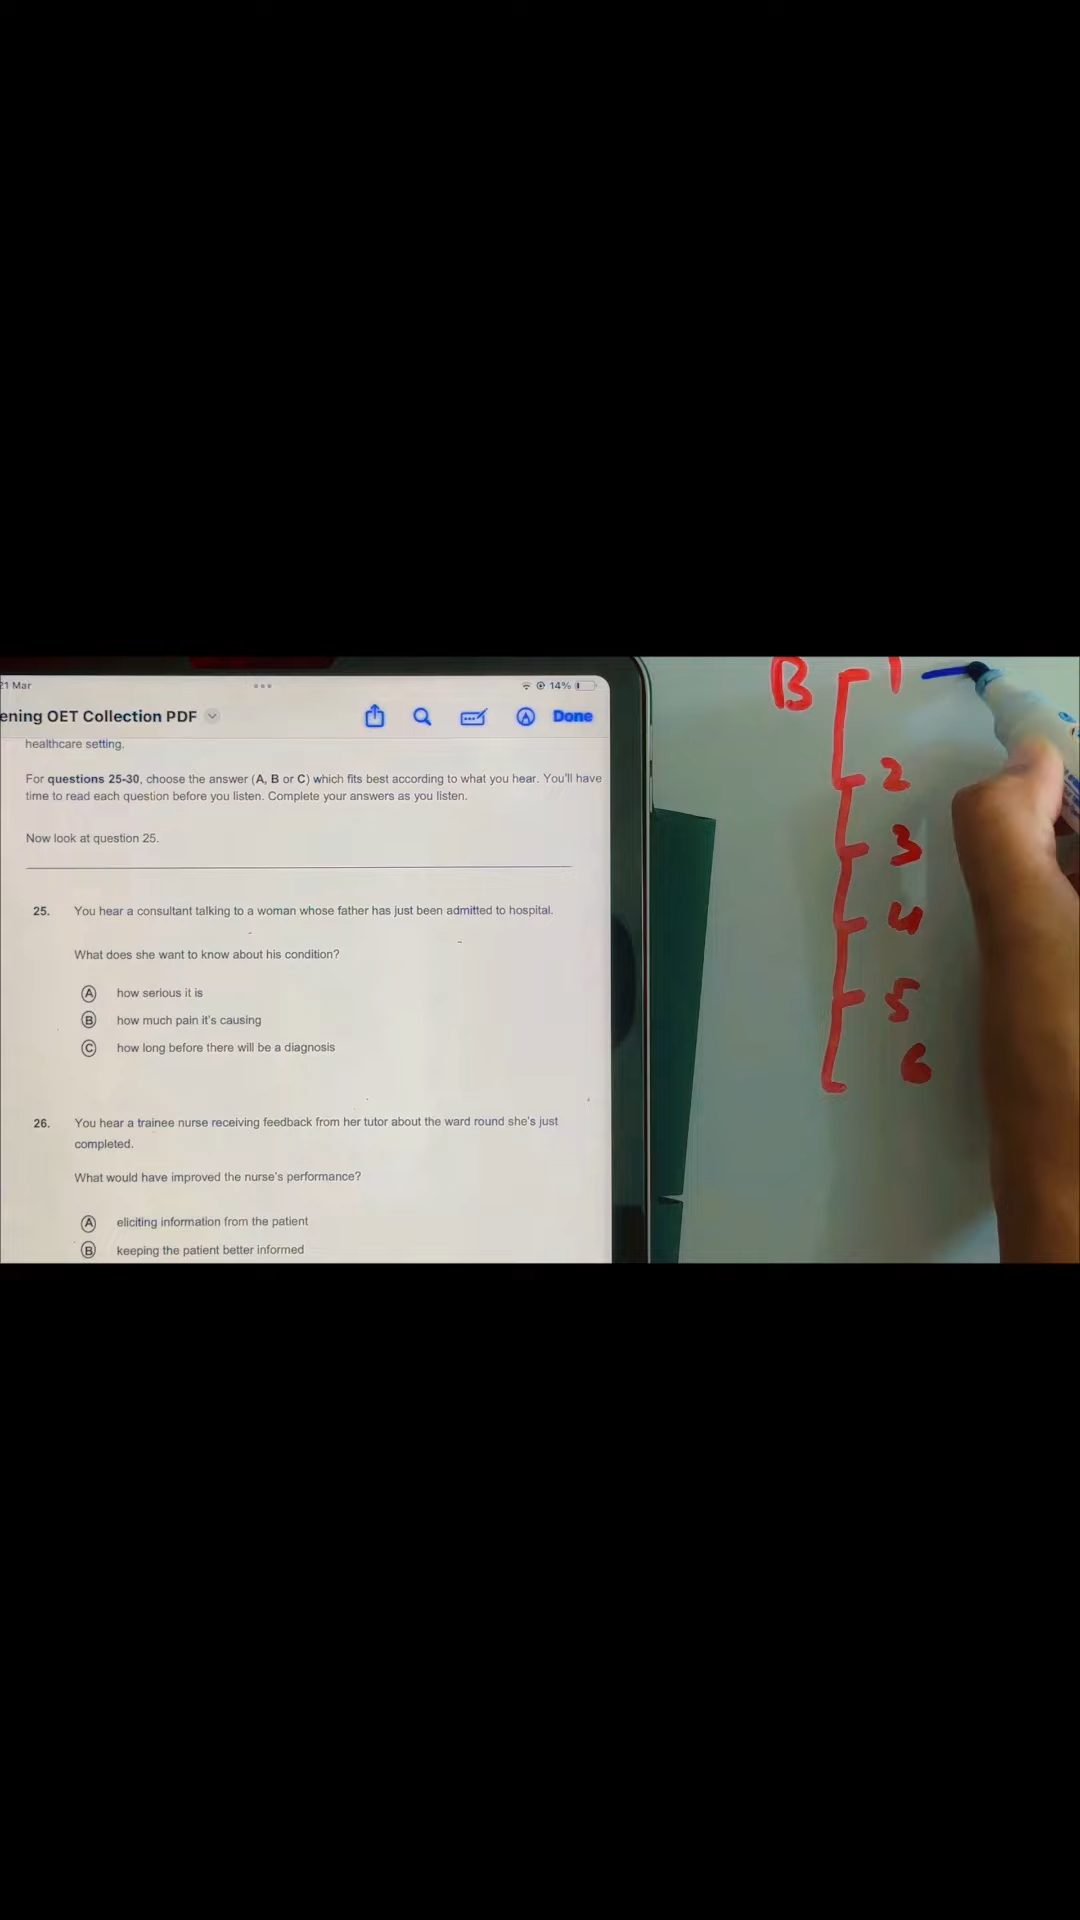 21 Mar
14%
ening OET Collection PDF
Done
healthcare setting.
For questions 25-30, choose the answer (A, B or C) which fits best according to what you hear. You'll have
time to read each question before you listen. Complete your answers as you listen.
Now look at question 25.
25. You hear a consultant talking to a woman whose father has just been admitted to hospital.
What does she want to know about his condition?
A how serious it is
B how much pain it's causing
C how long before there will be a diagnosis
26. You hear a trainee nurse receiving feedback from her tutor about the ward round she's just
completed.
What would have improved the nurse's performance?
A eliciting information from the patient
B keeping the patient better informed
B 1
2
3
4
5
6